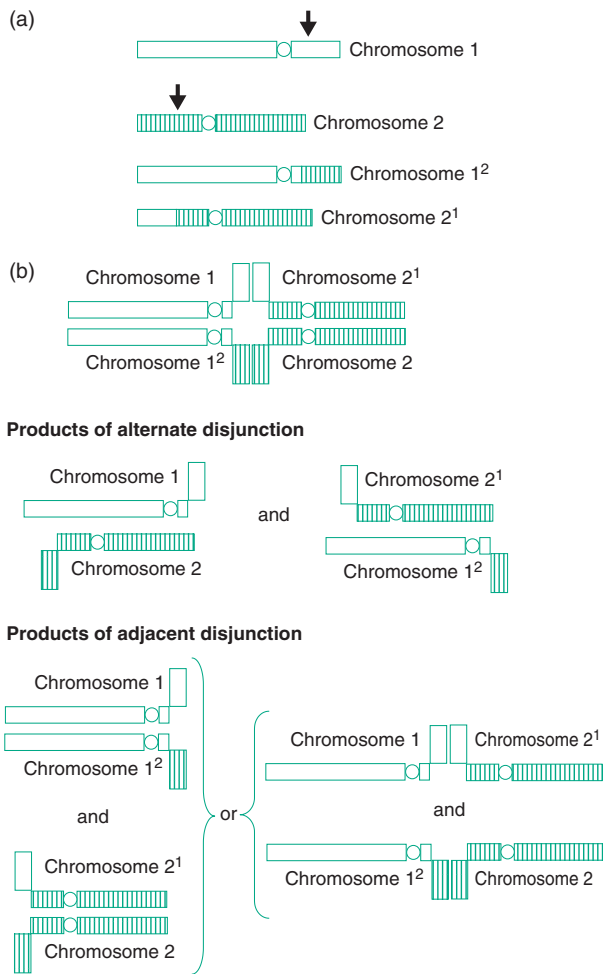 (a)
Chromosome 1
Chromosome 2
Chromosome 1²
Chromosome 2¹
(b)
Chromosome 1
Chromosome 2¹
Chromosome 1²
Chromosome 2
Products of alternate disjunction
Chromosome 1
Chromosome 2
and
Chromosome 2¹
Chromosome 1²
Products of adjacent disjunction
Chromosome 1
Chromosome 1²
and
Chromosome 2¹
Chromosome 2
or
Chromosome 1
Chromosome 2¹
and
Chromosome 1²
Chromosome 2